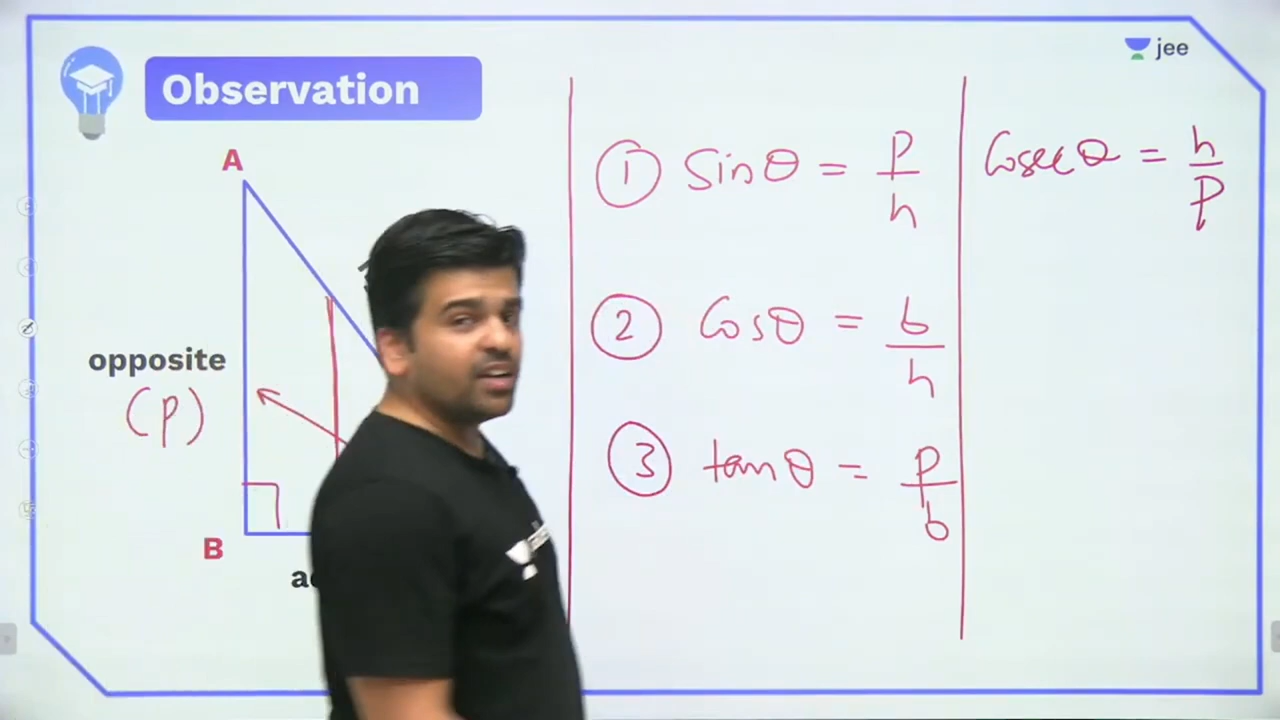 jee
Observation
A
opposite
(p)
B
① Sinθ = p/h
② Cosθ = b/h
③ tanθ = p/b
Cosecθ = h/p